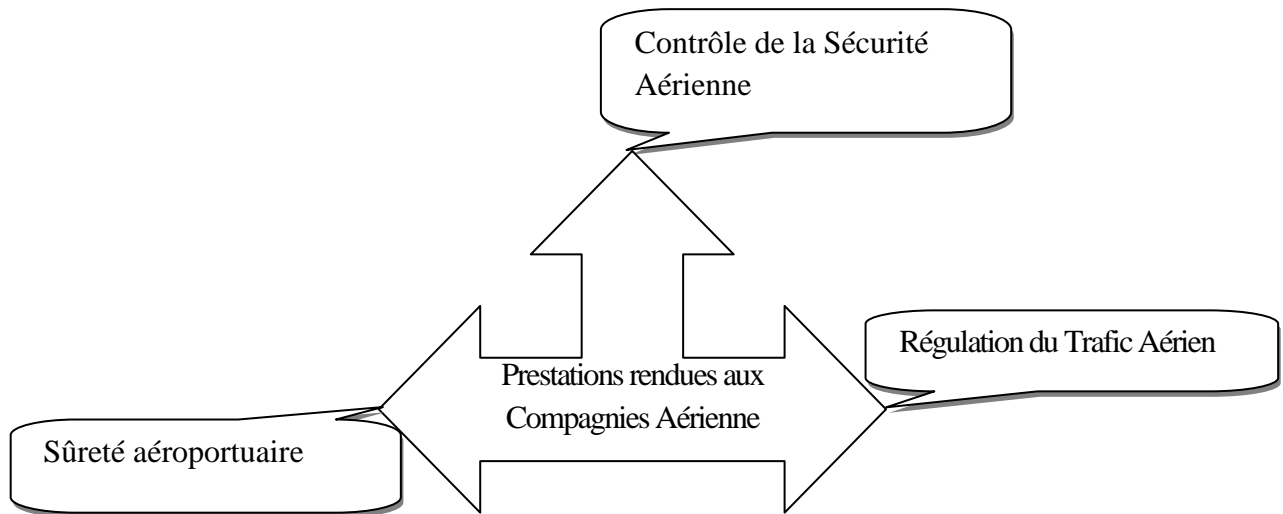 Contrôle de la Sécurité
Aérienne
Régulation du Trafic Aérien
Prestations rendues aux
Compagnies Aérienne
Sûreté aéroportuaire